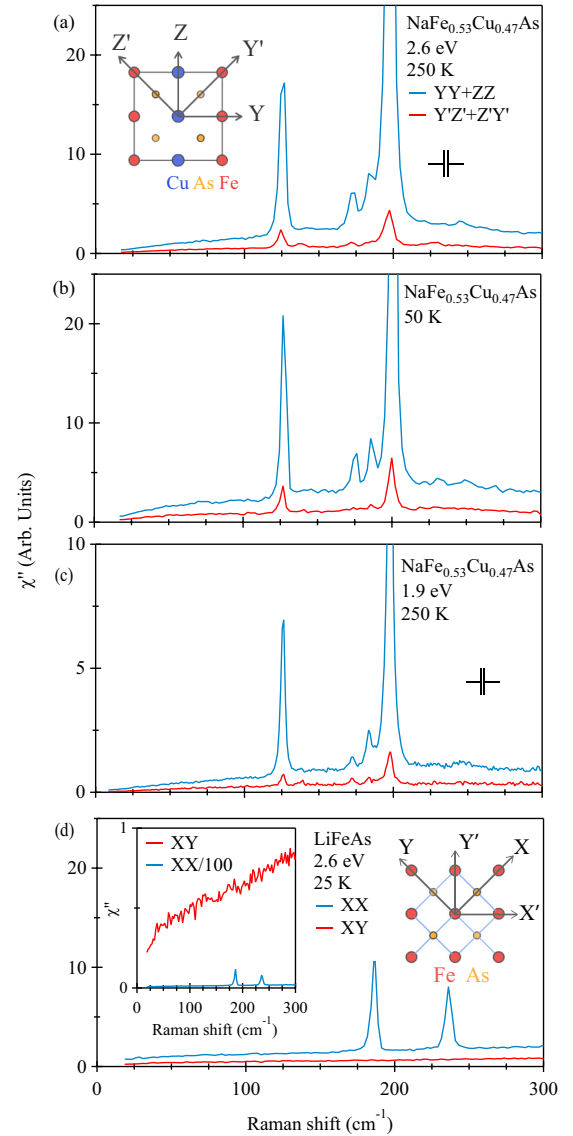 (a)
NaFe0.53Cu0.47As
2.6 eV
250 K
YY+ZZ
Y'Z'+Z'Y'
Z'
Z
Y'
Y
Cu As Fe
20
10
0
(b)
NaFe0.53Cu0.47As
50 K
20
10
0
χ'' (Arb. Units)
(c)
NaFe0.53Cu0.47As
1.9 eV
250 K
10
5
0
(d)
LiFeAs
2.6 eV
25 K
XX
XY
Y
Y'
X
X'
Fe As
XY
XX/100
1
χ''
0
0 100 200 300
Raman shift (cm-1)
20
10
0
0 100 200 300
Raman shift (cm-1)